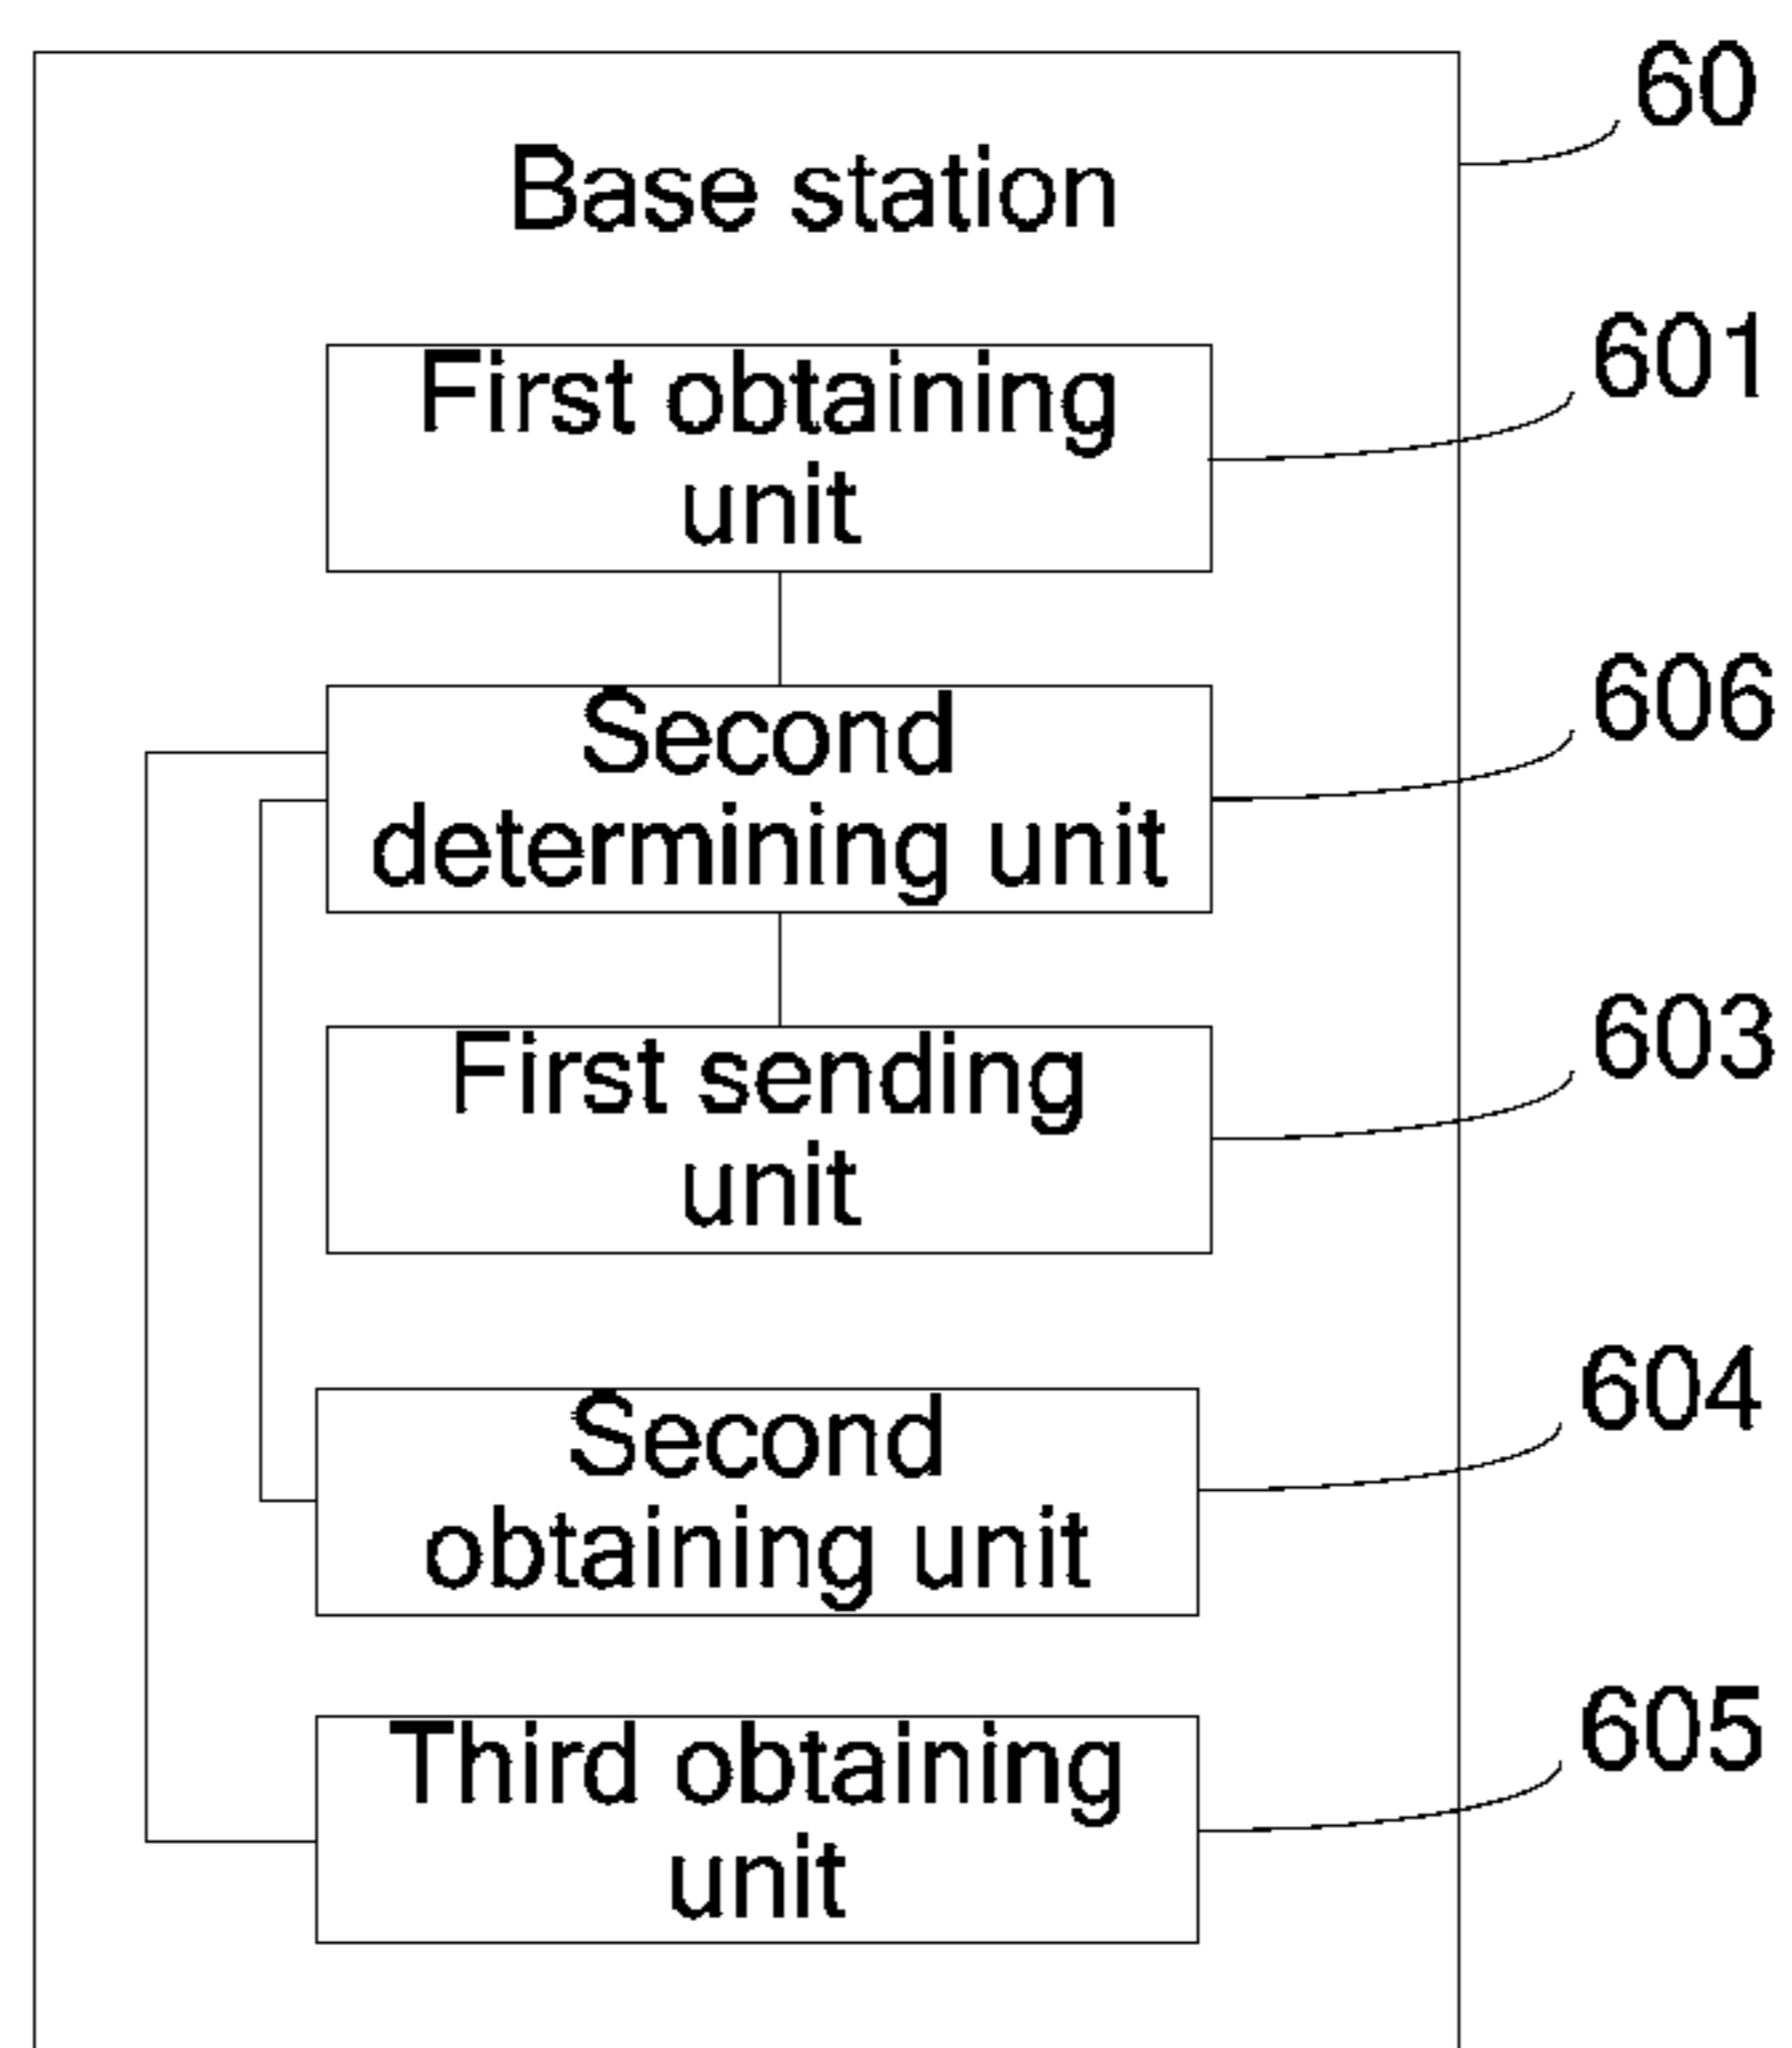 60
Base station
601
First obtaining
unit
606
Second
determining unit
603
First sending
unit
604
Second
obtaining unit
605
Third obtaining
unit